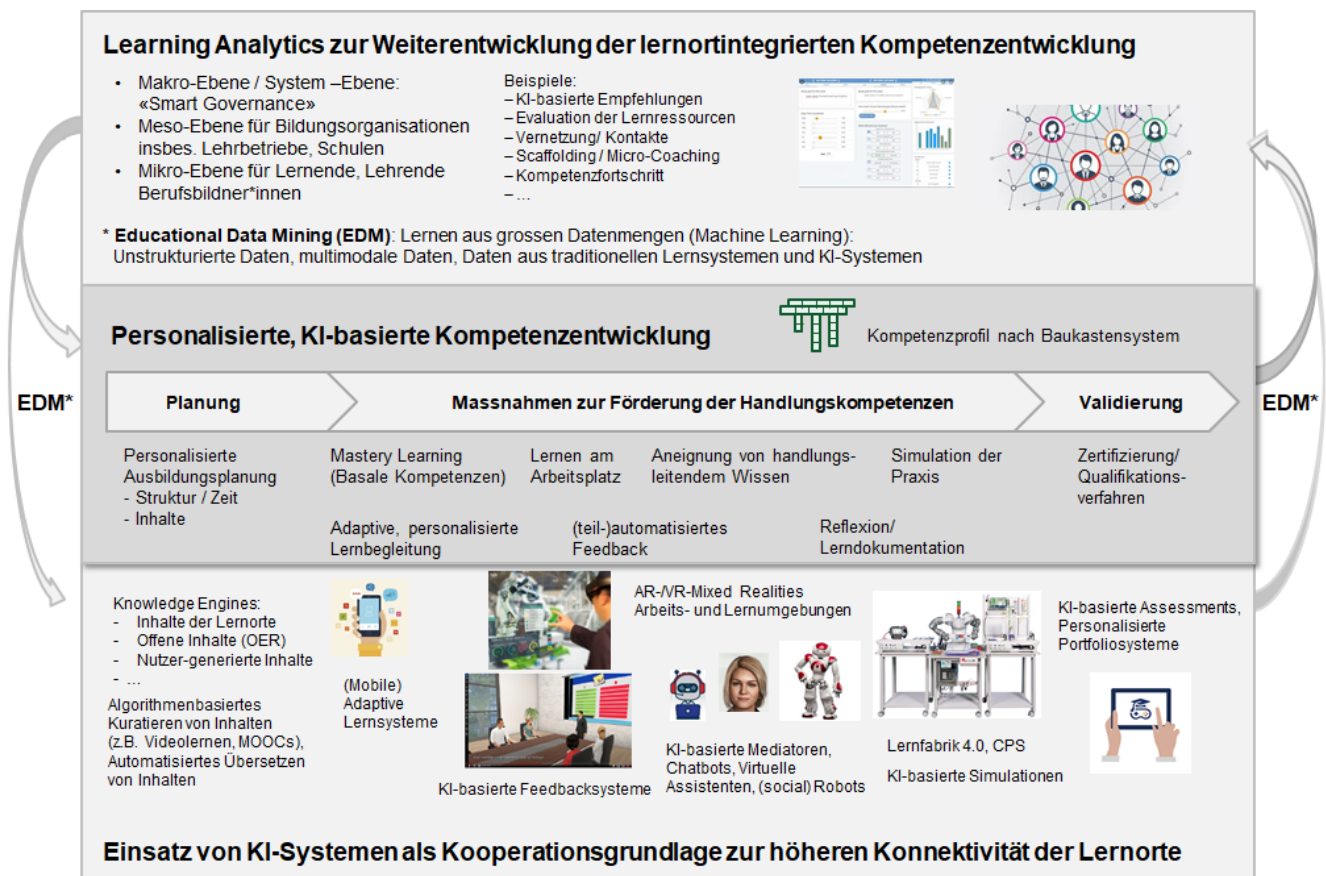 Learning Analytics zur Weiterentwicklung der lernortintegrierten Kompetenzentwicklung
• Makro-Ebene / System –Ebene:
«Smart Governance»
• Meso-Ebene für Bildungsorganisationen
insbes. Lehrbetriebe, Schulen
• Mikro-Ebene für Lernende, Lehrende
Berufsbildner*innen
Beispiele:
– KI-basierte Empfehlungen
– Evaluation der Lernressourcen
– Vernetzung/ Kontakte
– Scaffolding / Micro-Coaching
– Kompetenzfortschritt
– ...
* Educational Data Mining (EDM): Lernen aus grossen Datenmengen (Machine Learning):
Unstrukturierte Daten, multimodale Daten, Daten aus traditionellen Lernsystemen und KI-Systemen
Personalisierte, KI-basierte Kompetenzentwicklung
Kompetenzprofil nach Baukastensystem
EDM*
Planung
Massnahmen zur Förderung der Handlungskompetenzen
Validierung
EDM*
Personalisierte
Ausbildungsplanung
- Struktur / Zeit
- Inhalte
Mastery Learning
(Basale Kompetenzen)
Lernen am
Arbeitsplatz
Aneignung von handlungs-
leitendem Wissen
Simulation der
Praxis
Zertifizierung/
Qualifikations-
verfahren
Adaptive, personalisierte
Lernbegleitung
(teil-)automatisiertes
Feedback
Reflexion/
Lerndokumentation
Knowledge Engines:
- Inhalte der Lernorte
- Offene Inhalte (OER)
- Nutzer-generierte Inhalte
- ...
Algorithmenbasiertes
Kuratieren von Inhalten
(z.B. Videolernen, MOOCs),
Automatisiertes Übersetzen
von Inhalten
(Mobile)
Adaptive
Lernsysteme
KI-basierte Feedbacksysteme
AR-/VR-Mixed Realities
Arbeits- und Lernumgebungen
KI-basierte Mediatoren,
Chatbots, Virtuelle
Assistenten, (social) Robots
Lernfabrik 4.0, CPS
KI-basierte Simulationen
KI-basierte Assessments,
Personalisierte
Portfoliosysteme
Einsatz von KI-Systemen als Kooperationsgrundlage zur höheren Konnektivität der Lernorte